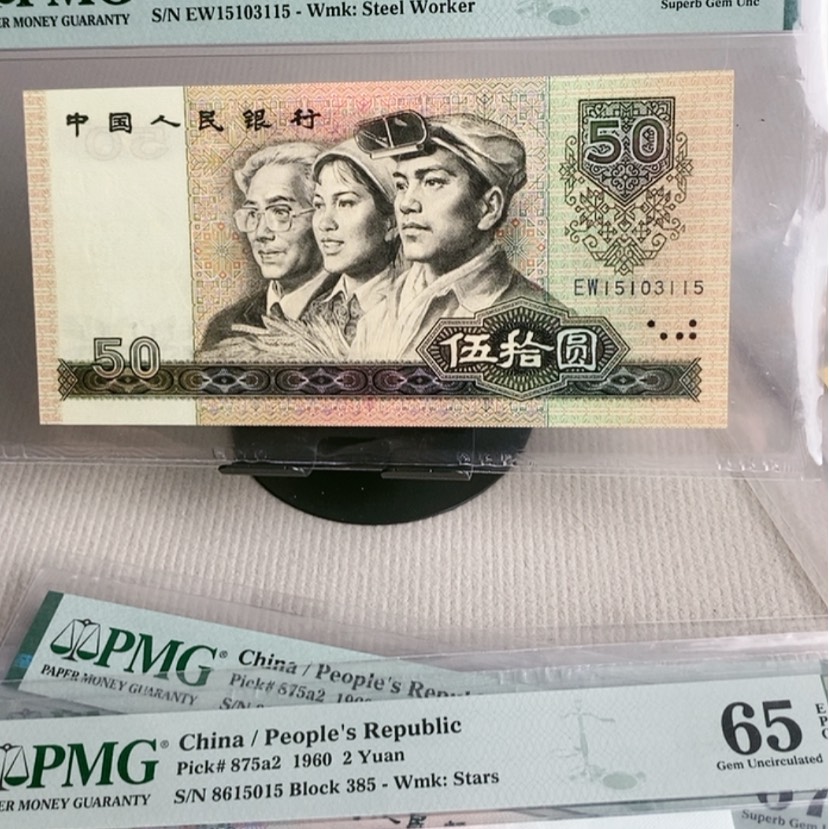 PMG
ER MONEY GUARANTY
S/N EW15103115 - Wmk: Steel Worker
Superb Gem Unc
中国人民银行
50
EW15103115
50
伍拾圆
PMG®
PAPER MONEY GUARANTY
China / People's
Pick# 875a2
S/N
PMG®
ER MONEY GUARANTY
China / People's Republic
Pick# 875a2 1960 2 Yuan
S/N 8615015 Block 385 - Wmk: Stars
65
Gem Uncirculated
Superb Gem